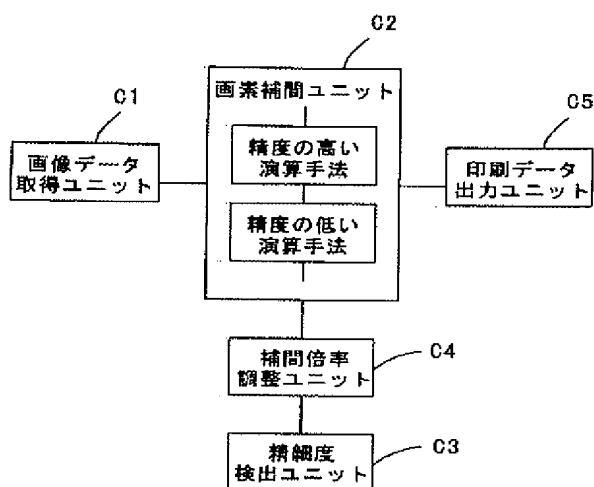 C2
画素補間ユニット
C1
画像データ
取得ユニット
精度の高い
演算手法
精度の低い
演算手法
C5
印刷データ
出力ユニット
補間倍率
調整ユニット
C4
精細度
検出ユニット
C3